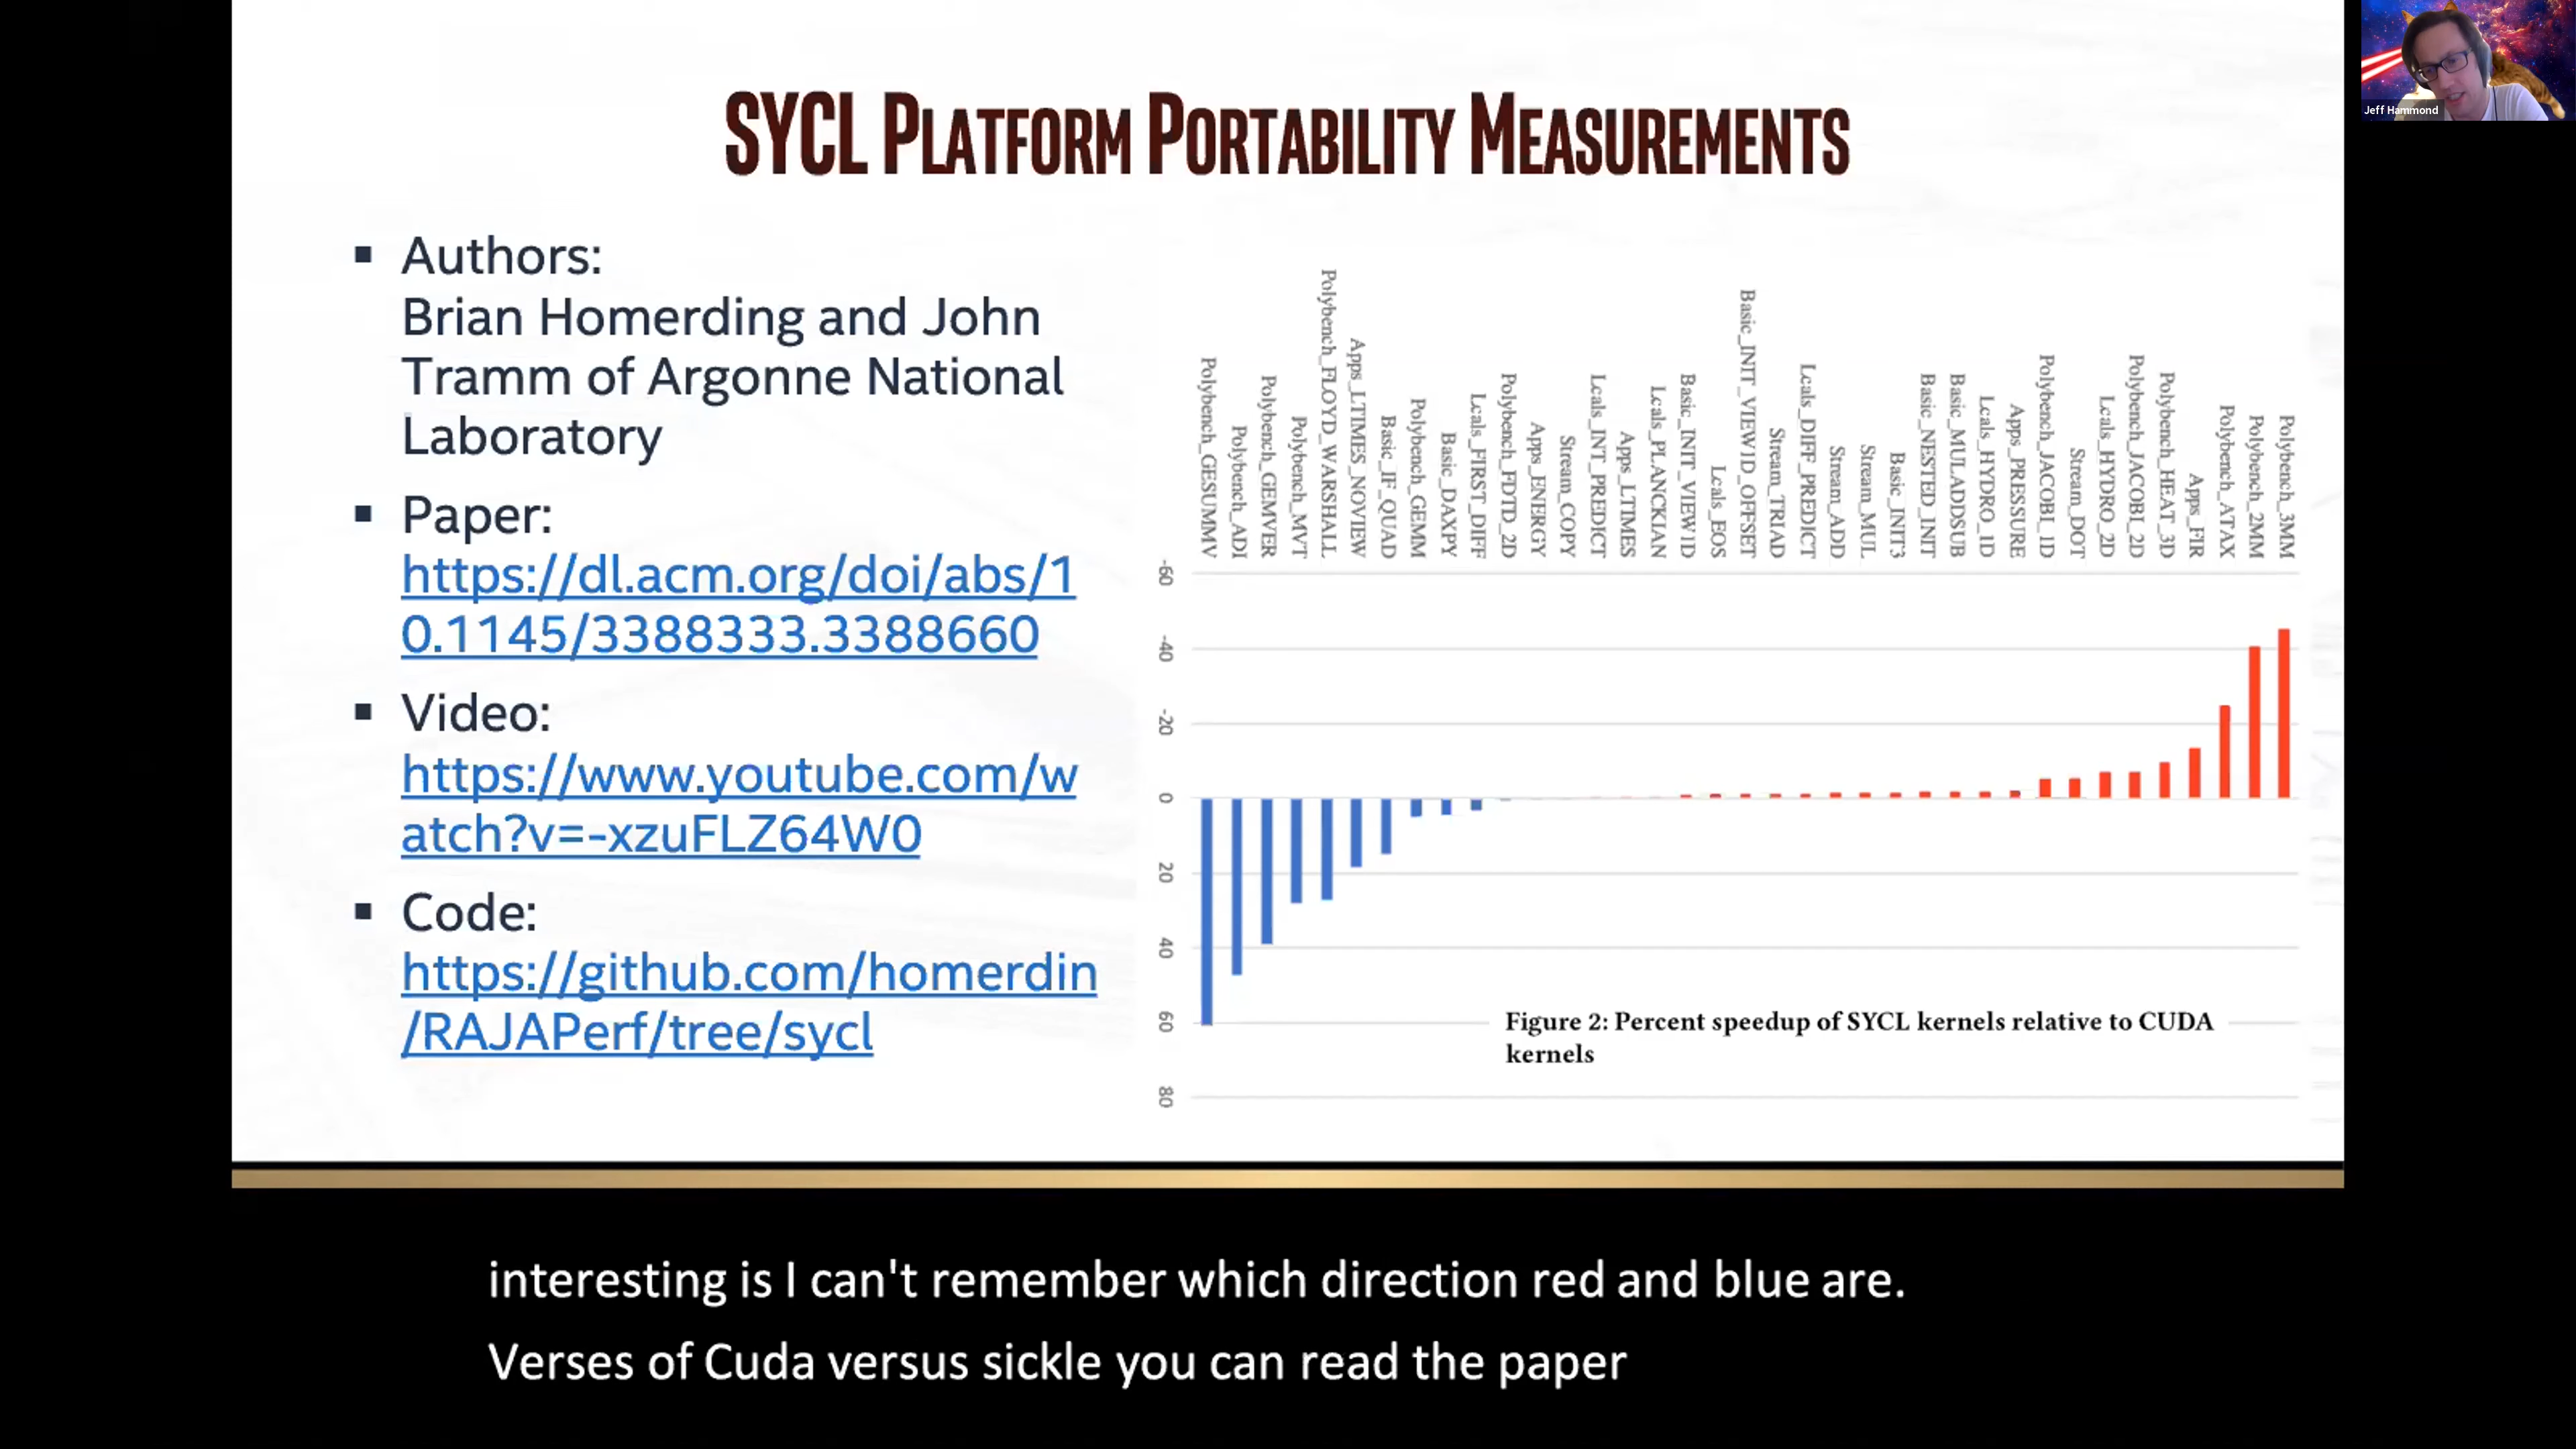 SYCL PLATFORM PORTABILITY MEASUREMENTS
Jeff Hammond
▪ Authors:
Brian Homerding and John
Tramm of Argonne National
Laboratory
▪ Paper:
https://dl.acm.org/doi/abs/1
0.1145/3388333.3388660
▪ Video:
https://www.youtube.com/w
atch?v=-xzuFLZ64W0
▪ Code:
https://github.com/homerdin
/RAJAPerf/tree/sycl
Polybench_GESUMMV
Polybench_ADI
Polybench_GEMVER
Polybench_MVT
Polybench_FLOYD_WARSHALL
Apps_LTIMES_NOVIEW
Basic_IF_QUAD
Polybench_GEMM
Basic_DAXPY
Lcals_FIRST_DIFF
Polybench_FDTD_2D
Apps_ENERGY
Stream_COPY
Lcals_INT_PREDICT
Apps_LTIMES
Lcals_PLANCKIAN
Basic_INIT_VIEW1D
Lcals_EOS
Basic_INIT_VIEW1D_OFFSET
Stream_TRIAD
Lcals_DIFF_PREDICT
Stream_ADD
Stream_MUL
Basic_INIT3
Basic_NESTED_INIT
Basic_MULADDSUB
Lcals_HYDRO_1D
Apps_PRESSURE
Polybench_JACOBI_1D
Stream_DOT
Lcals_HYDRO_2D
Polybench_JACOBI_2D
Polybench_HEAT_3D
Apps_FIR
Polybench_ATAX
Polybench_2MM
Polybench_3MM
-60
-40
-20
0
20
40
60
80
Figure 2: Percent speedup of SYCL kernels relative to CUDA
kernels
interesting is I can't remember which direction red and blue are.
Verses of Cuda versus sickle you can read the paper